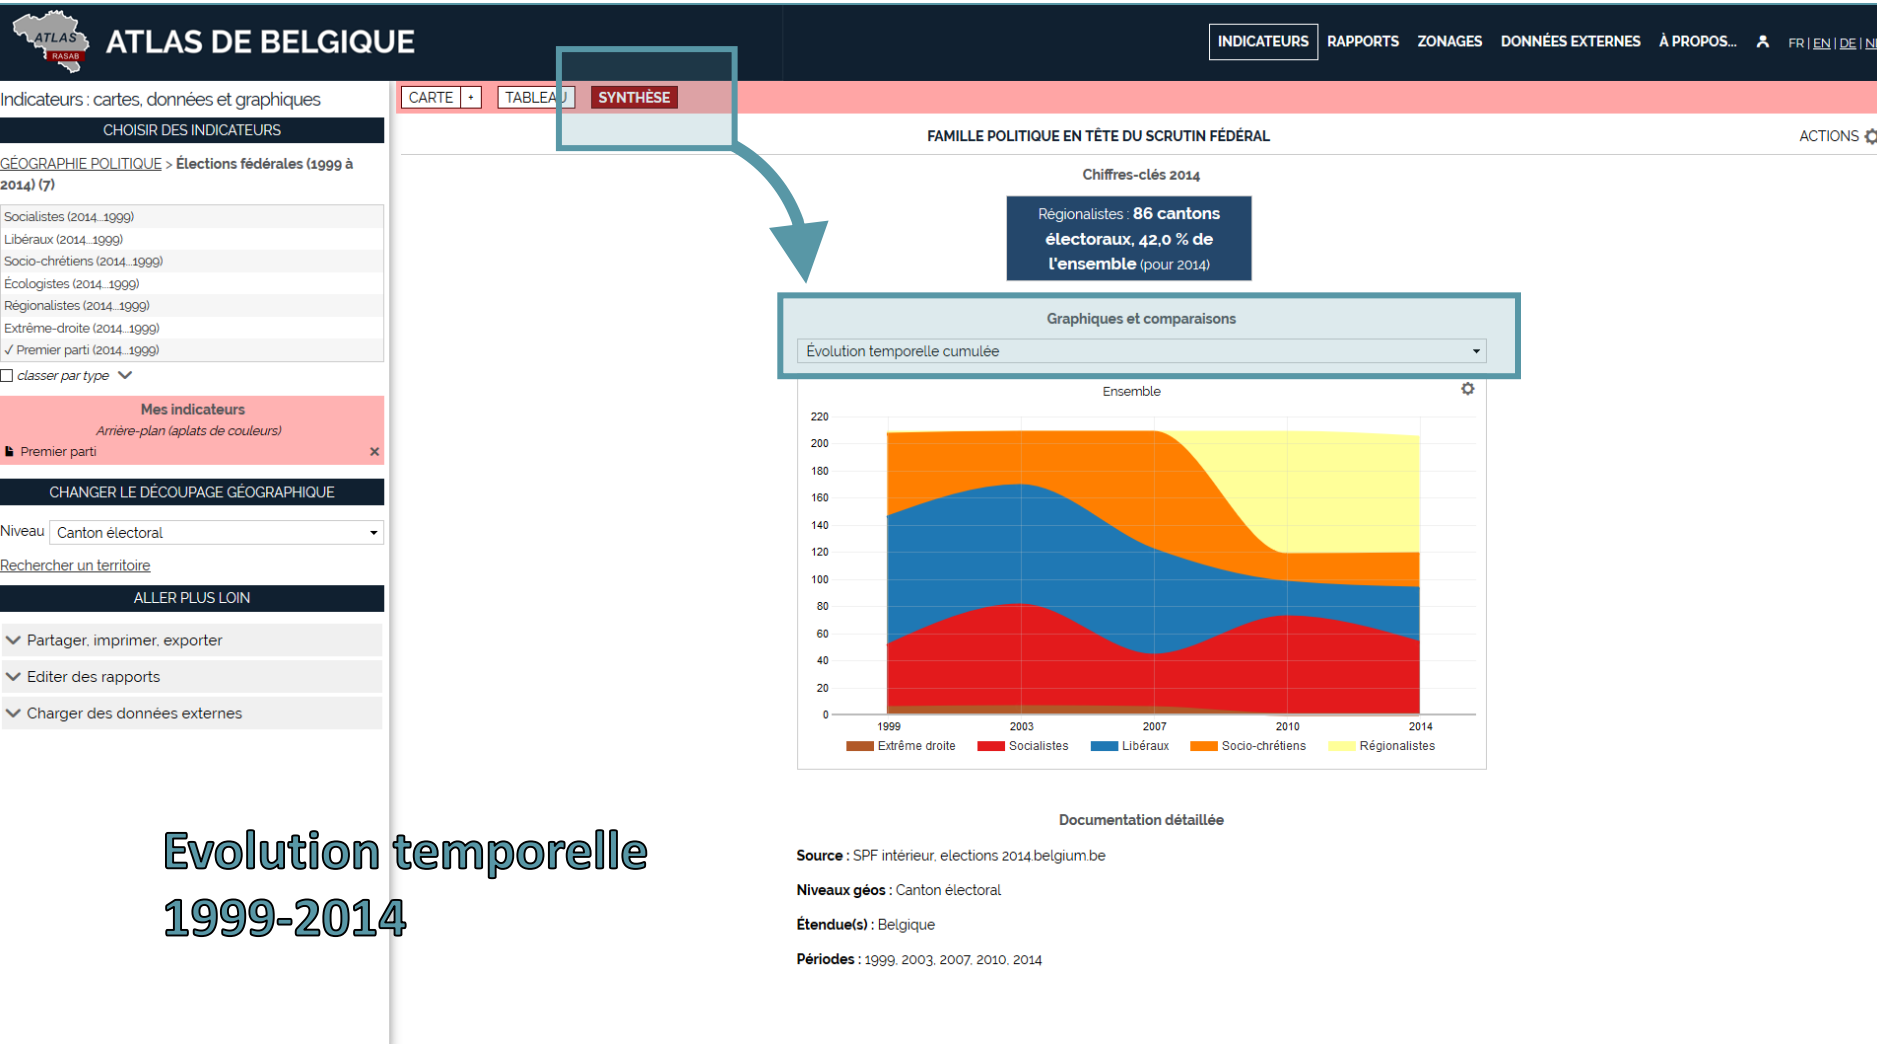 ATLAS
RASAB
ATLAS DE BELGIQUE
INDICATEURS RAPPORTS ZONAGES DONNÉES EXTERNES À PROPOS... FR | EN | DE |
Indicateurs : cartes, données et graphiques
CARTE + TABLEAU SYNTHÈSE
CHOISIR DES INDICATEURS
FAMILLE POLITIQUE EN TÊTE DU SCRUTIN FÉDÉRAL
ACTIONS
GÉOGRAPHIE POLITIQUE > Élections fédérales (1999 à
2014) (7)
Socialistes (2014...1999)
Libéraux (2014...1999)
Socio-chrétiens (2014...1999)
Écologistes (2014...1999)
Régionalistes (2014...1999)
Extrême-droite (2014...1999)
✓ Premier parti (2014...1999)
classer par type
Mes indicateurs
Arrière-plan (aplats de couleurs)
Premier parti ×
CHANGER LE DÉCOUPAGE GÉOGRAPHIQUE
Niveau Canton électoral
Rechercher un territoire
ALLER PLUS LOIN
Partager, imprimer, exporter
Editer des rapports
Charger des données externes
Chiffres-clés 2014
Régionalistes : 86 cantons
électoraux, 42,0 % de
l'ensemble (pour 2014)
Graphiques et comparaisons
Évolution temporelle cumulée
Ensemble
220
200
180
160
140
120
100
80
60
40
20
0
1999 2003 2007 2010 2014
Extrême droite Socialistes Libéraux Socio-chrétiens Régionalistes
Evolution temporelle
1999-2014
Documentation détaillée
Source : SPF intérieur, elections 2014.belgium.be
Niveaux géos : Canton électoral
Étendue(s) : Belgique
Périodes : 1999, 2003, 2007, 2010, 2014